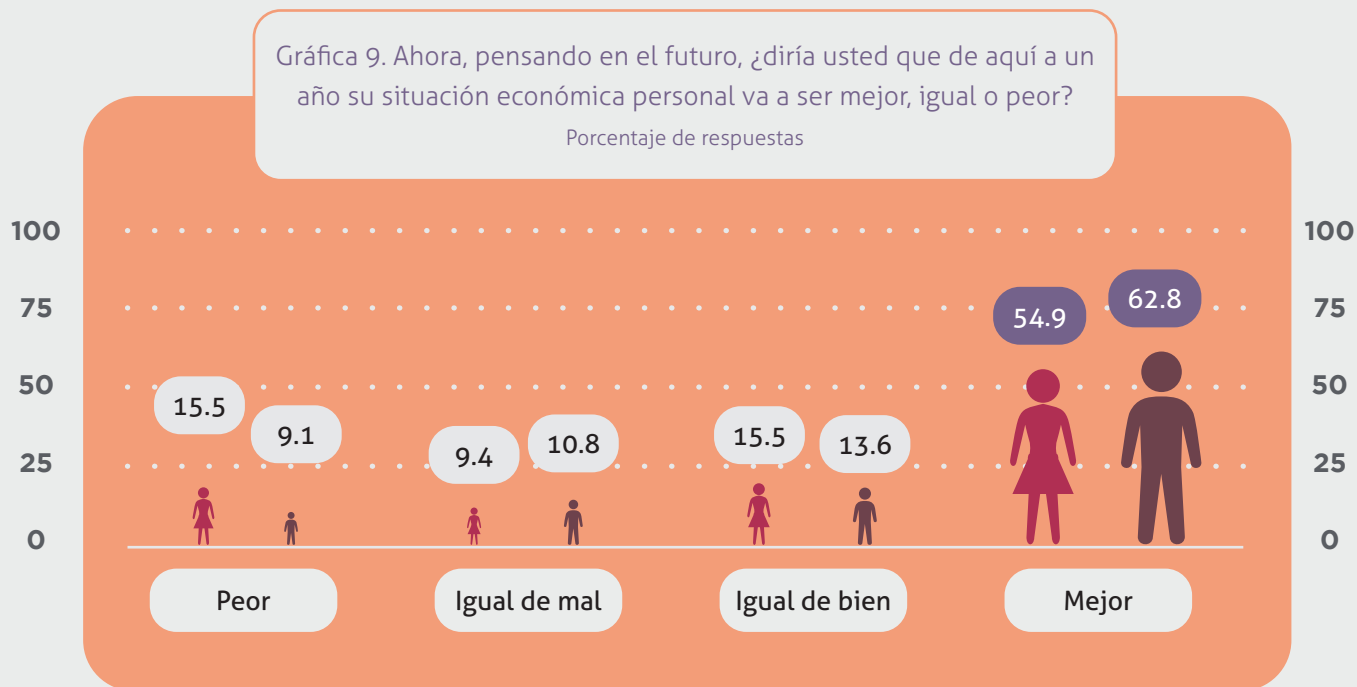 Gráfica 9. Ahora, pensando en el futuro, ¿diría usted que de aquí a un
año su situación económica personal va a ser mejor, igual o peor?
Porcentaje de respuestas
100
100
75
75
50
50
25
25
0
0
15.5
9.1
9.4
10.8
15.5
13.6
54.9
62.8
Peor
Igual de mal
Igual de bien
Mejor